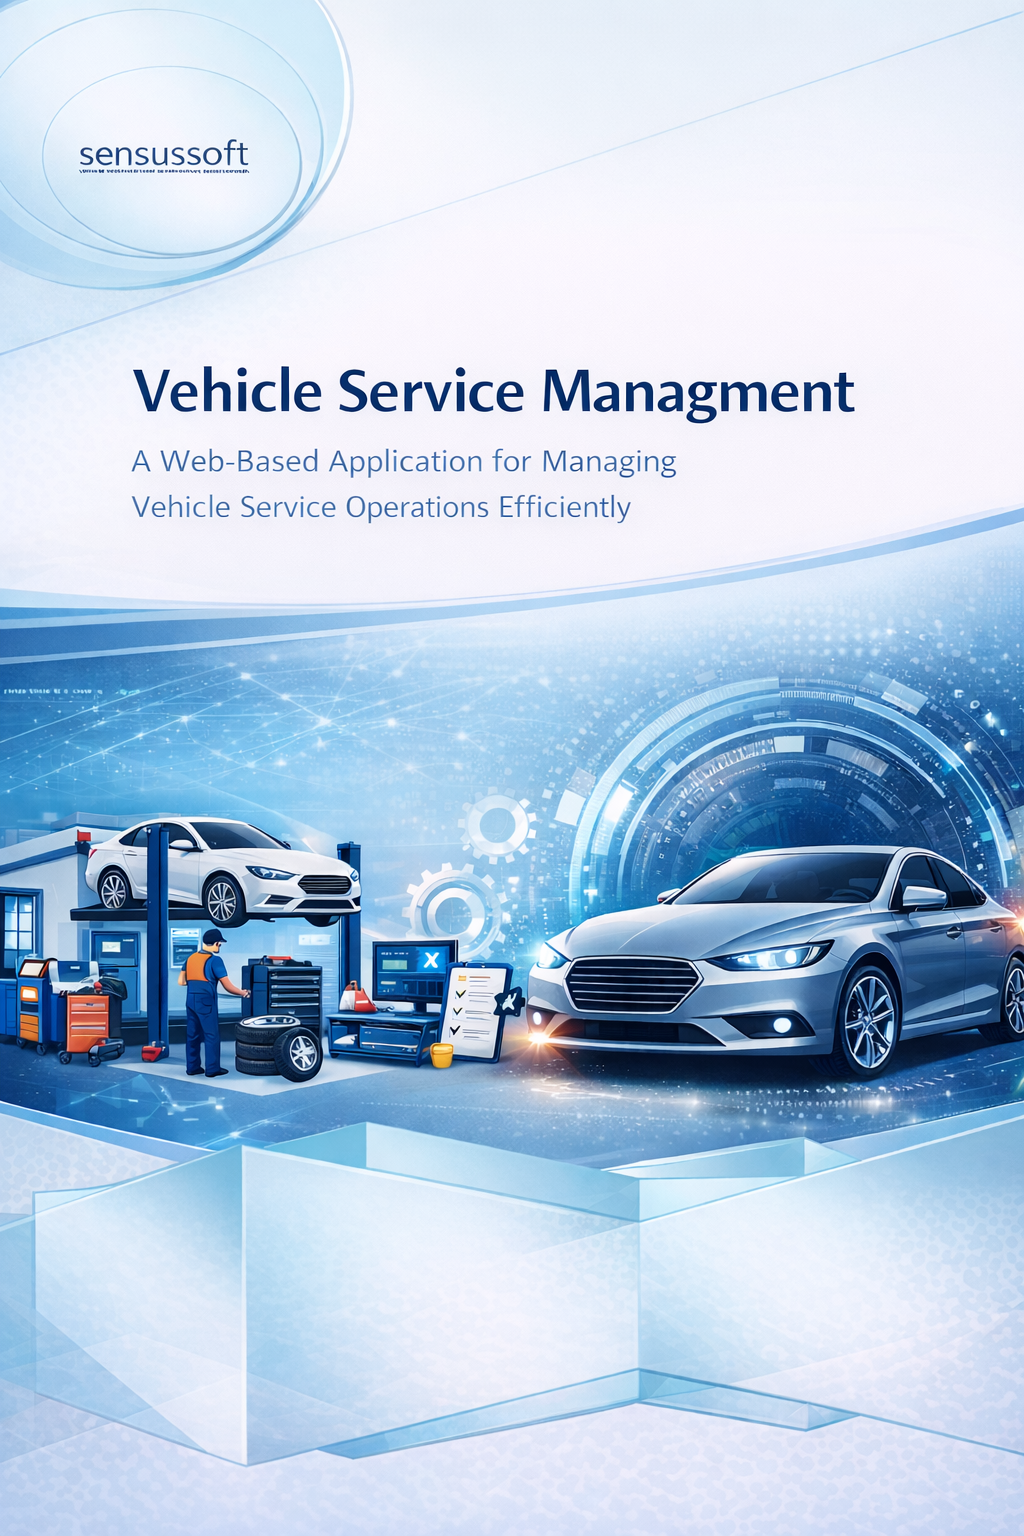 sensussoft
Vehicle Service Managment
A Web-Based Application for Managing
Vehicle Service Operations Efficiently